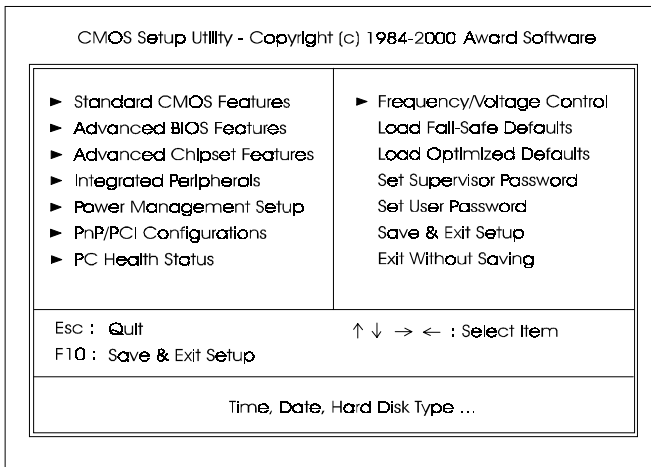 CMOS Setup Utility - Copyright (c) 1984-2000 Award Software
► Standard CMOS Features
► Advanced BIOS Features
► Advanced Chipset Features
► Integrated Peripherals
► Power Management Setup
► PnP/PCI Configurations
► PC Health Status
► Frequency/Voltage Control
Load Fail-Safe Defaults
Load Optimized Defaults
Set Supervisor Password
Set User Password
Save & Exit Setup
Exit Without Saving
Esc : Quit
F10 : Save & Exit Setup
↑ ↓ → ← : Select Item
Time, Date, Hard Disk Type ...